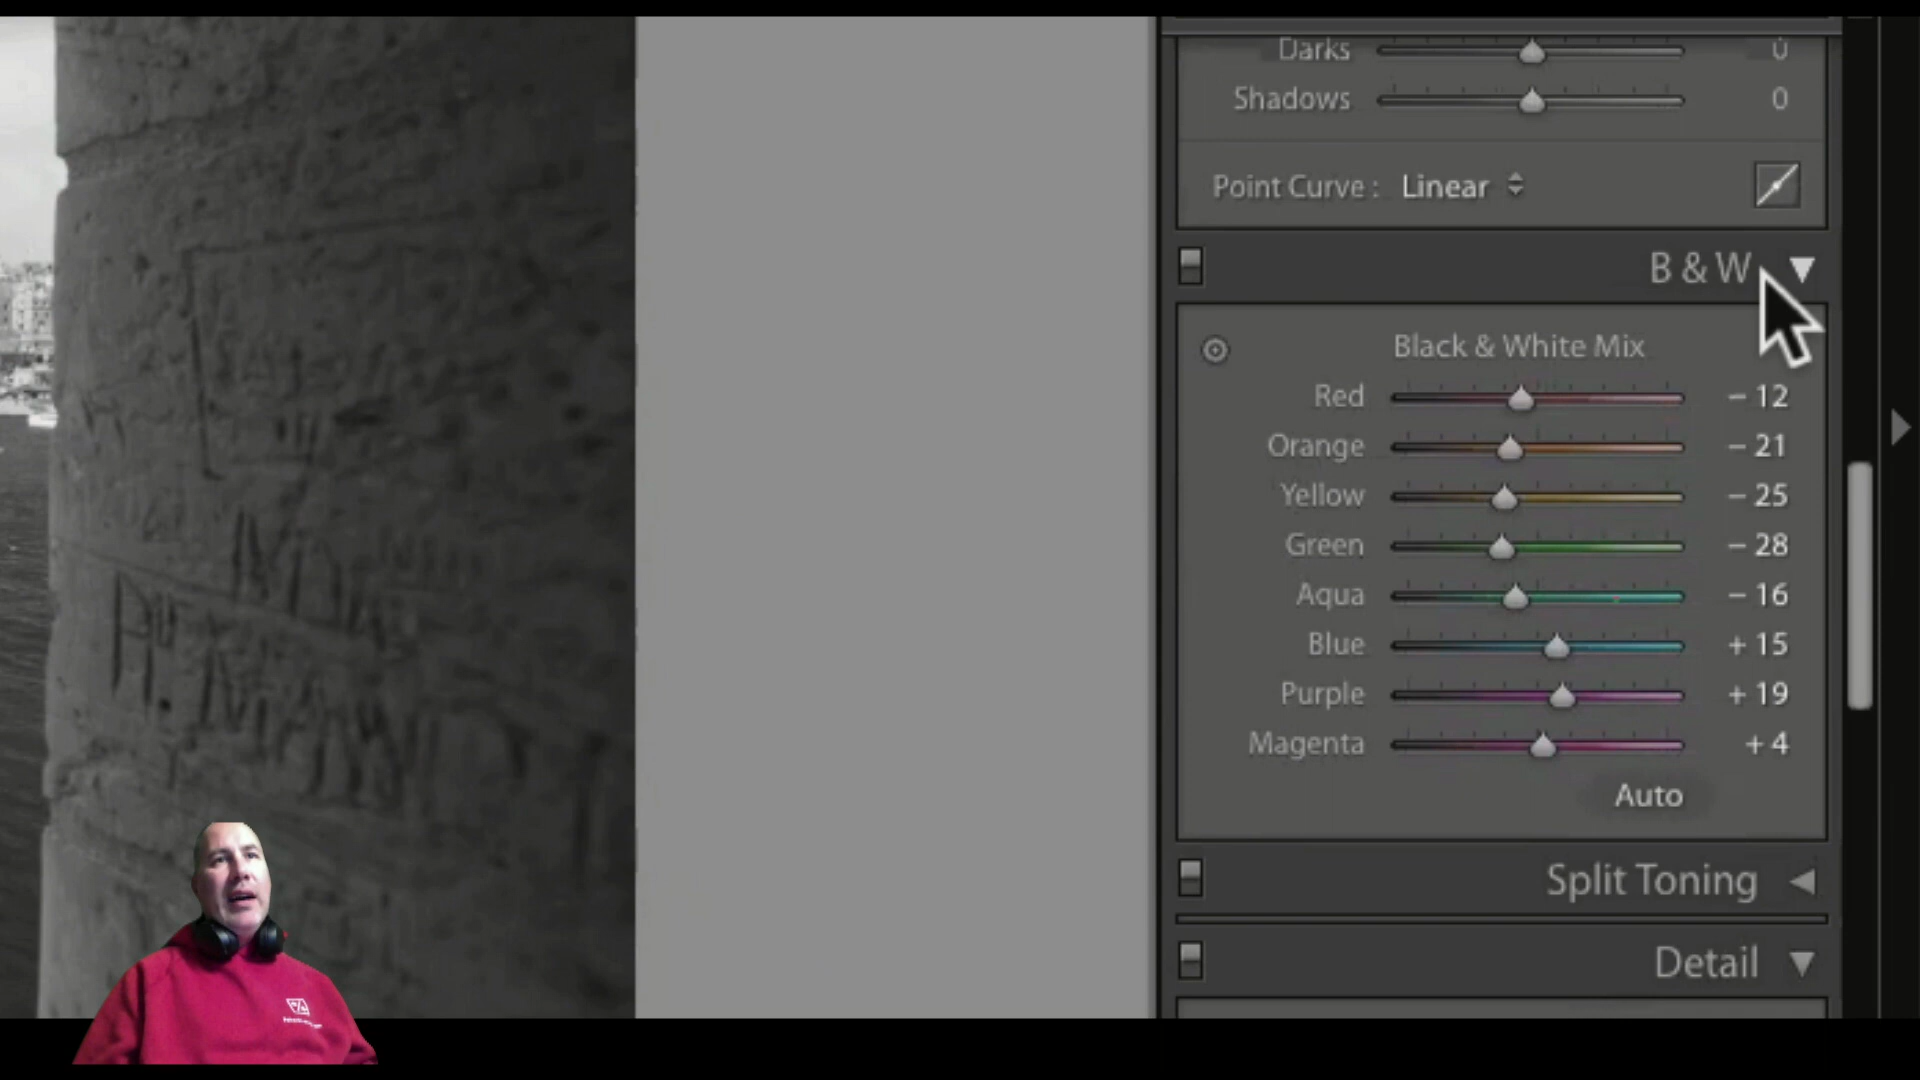 Darks 0
Shadows 0
Point Curve : Linear
B & W
Black & White Mix
Red − 12
Orange − 21
Yellow − 25
Green − 28
Aqua − 16
Blue + 15
Purple + 19
Magenta + 4
Auto
Split Toning
Detail